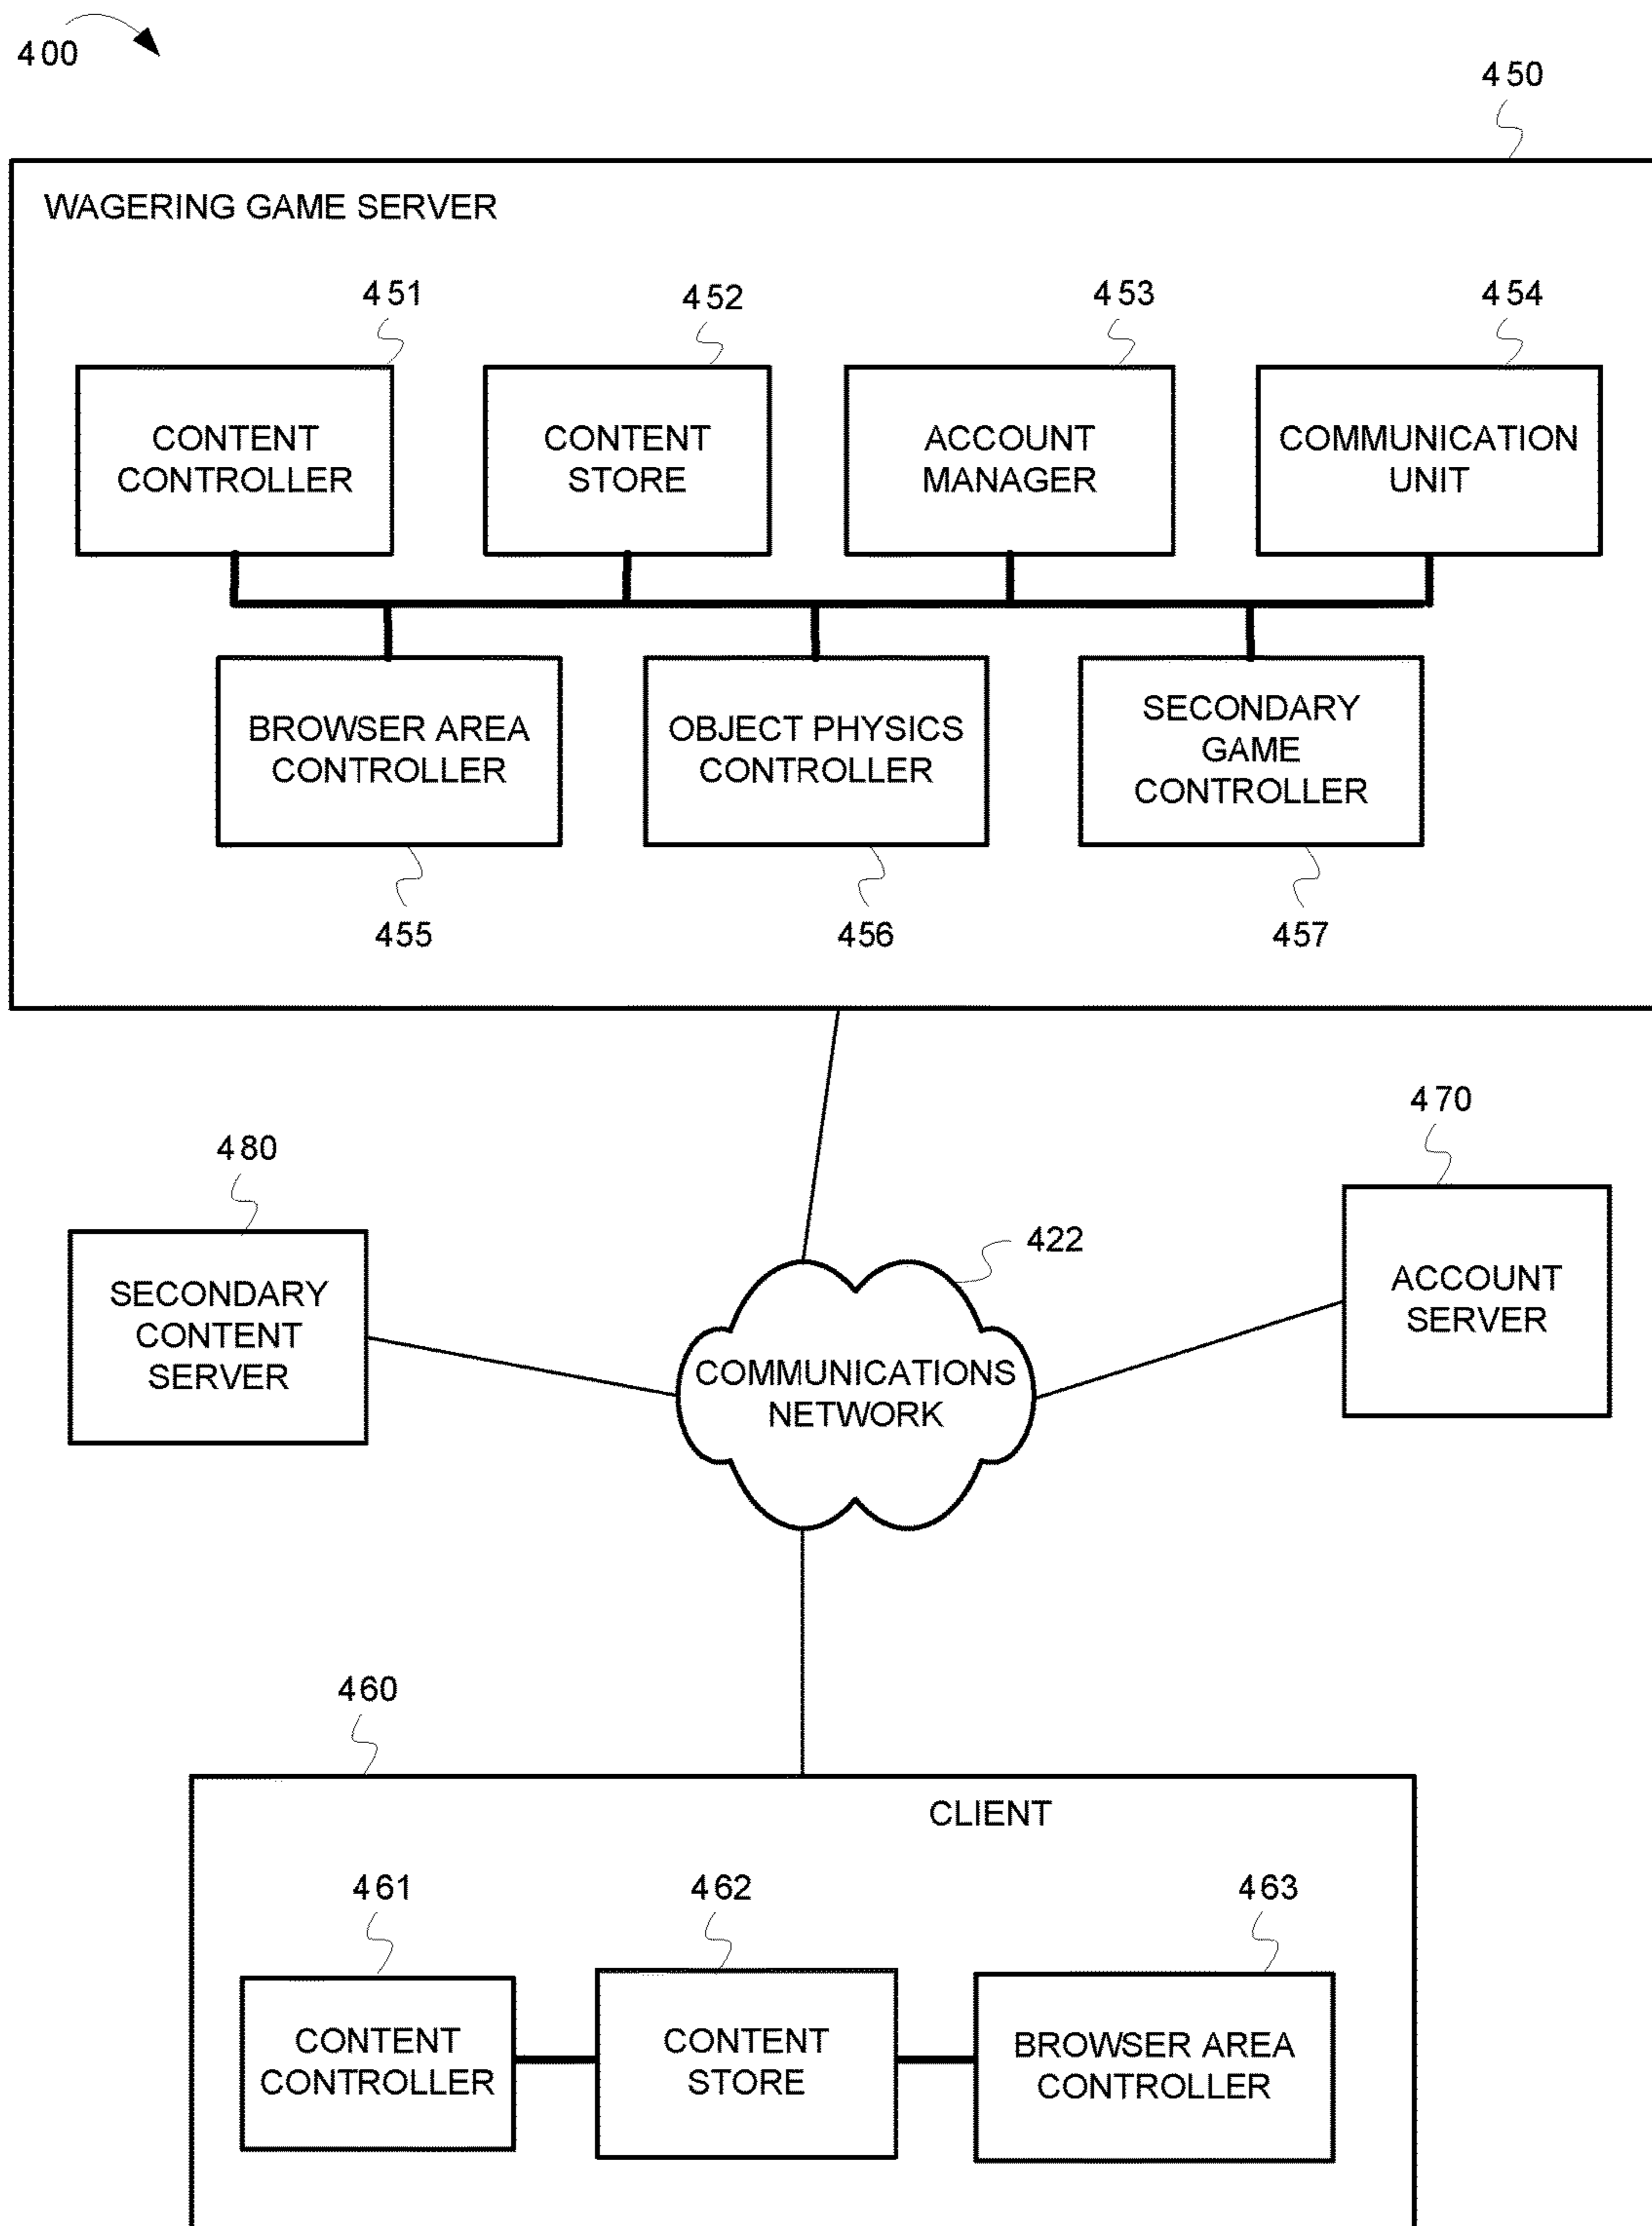 400
450
WAGERING GAME SERVER
451
452
453
454
CONTENT
CONTROLLER
CONTENT
STORE
ACCOUNT
MANAGER
COMMUNICATION
UNIT
BROWSER AREA
CONTROLLER
OBJECT PHYSICS
CONTROLLER
SECONDARY
GAME
CONTROLLER
455
456
457
470
480
422
ACCOUNT
SERVER
SECONDARY
CONTENT
SERVER
COMMUNICATIONS
NETWORK
460
CLIENT
461
462
463
CONTENT
CONTROLLER
CONTENT
STORE
BROWSER AREA
CONTROLLER